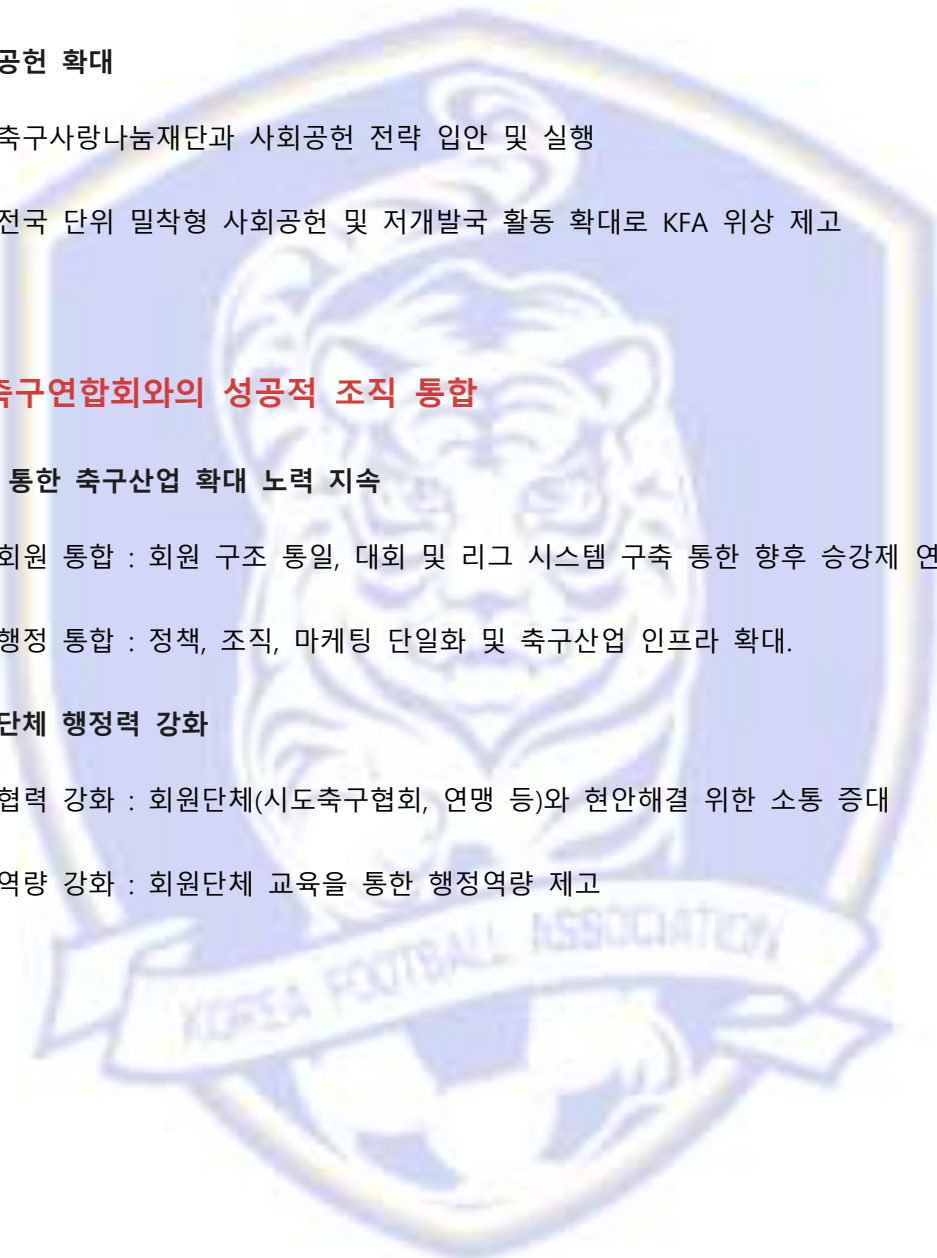 공헌 확대
축구사랑나눔재단과 사회공헌 전략 입안 및 실행
전국 단위 밀착형 사회공헌 및 저개발국 활동 확대로 KFA 위상 제고
축구연합회와의 성공적 조직 통합
통한 축구산업 확대 노력 지속
회원 통합 : 회원 구조 통일, 대회 및 리그 시스템 구축 통한 향후 승강제 연
행정 통합 : 정책, 조직, 마케팅 단일화 및 축구산업 인프라 확대.
단체 행정력 강화
협력 강화 : 회원단체(시도축구협회, 연맹 등)와 현안해결 위한 소통 증대
역량 강화 : 회원단체 교육을 통한 행정역량 제고
KOREA FOOTBALL ASSOCIATION